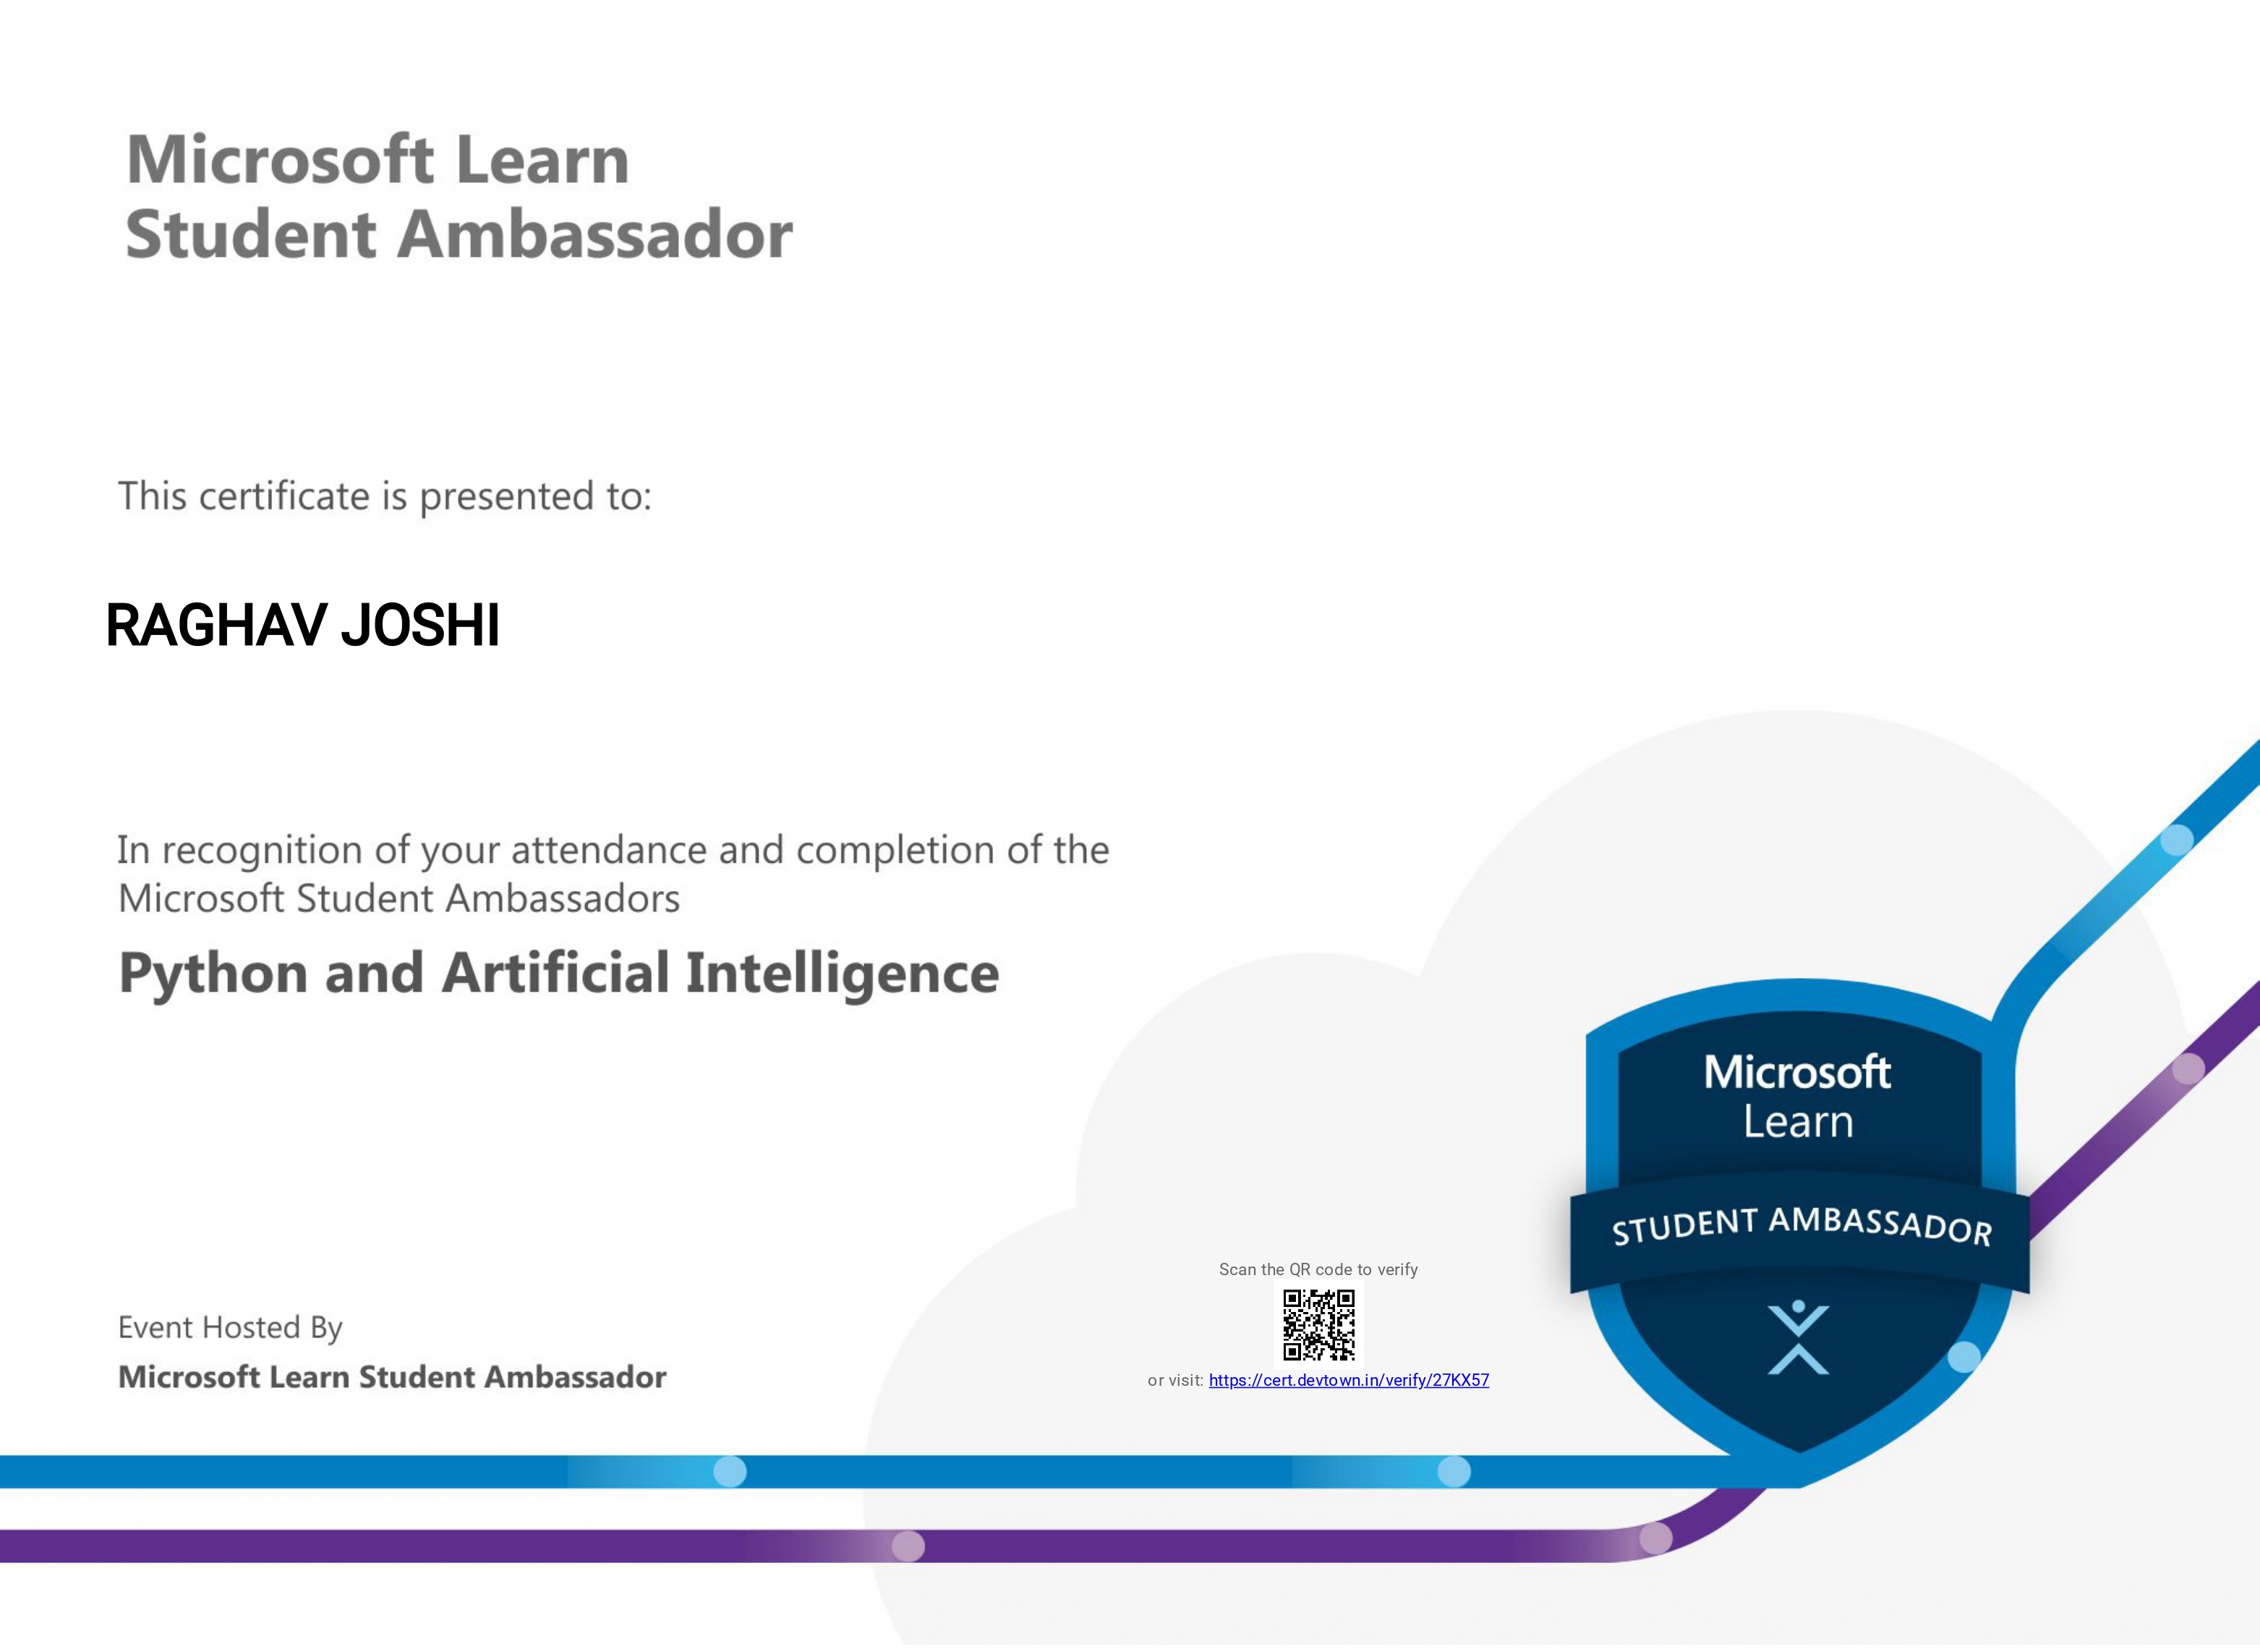 Microsoft Learn
Student Ambassador
This certificate is presented to:
RAGHAV JOSHI
In recognition of your attendance and completion of the
Microsoft Student Ambassadors
Python and Artificial Intelligence
Microsoft
Learn
STUDENT AMBASSADOR
Scan the QR code to verify
or visit: https://cert.devtown.in/verify/27KX57
Event Hosted By
Microsoft Learn Student Ambassador